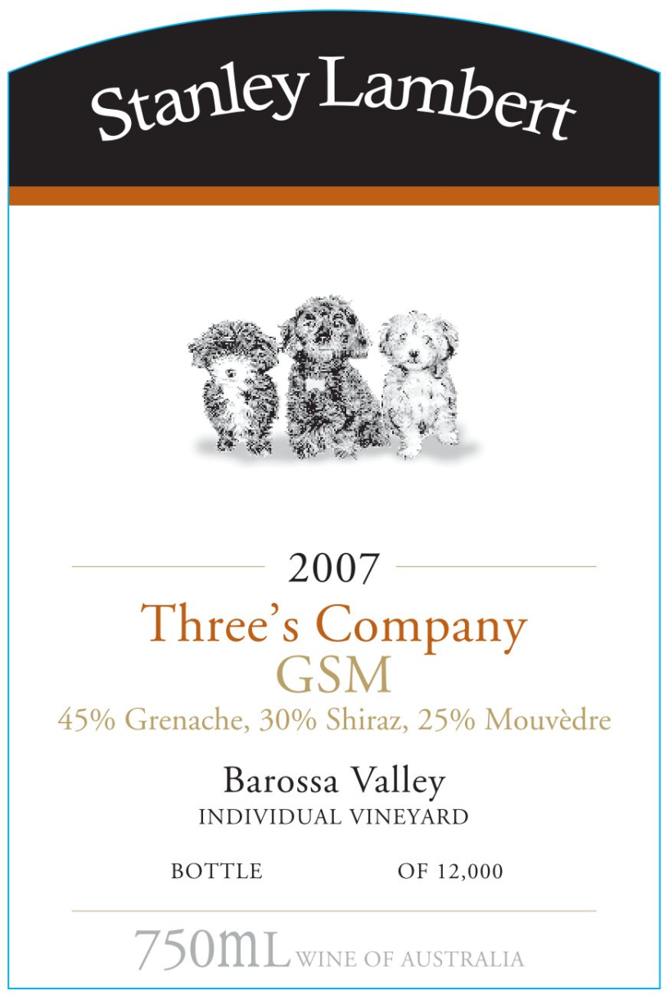 Stanley Lambert
2007
Three's Company
GSM
45% Grenache, 30% Shiraz, 25% Mouvèdre
Barossa Valley
INDIVIDUAL VINEYARD
BOTTLE OF 12,000
750mL WINE OF AUSTRALIA